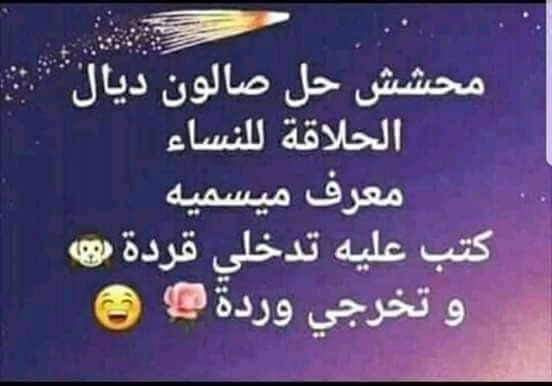 محشش حل صالون ديال
الحلاقة للنساء
معرف ميسميه
كتب عليه تدخلي قردة 🙉
و تخرجي وردة 🌹 😁